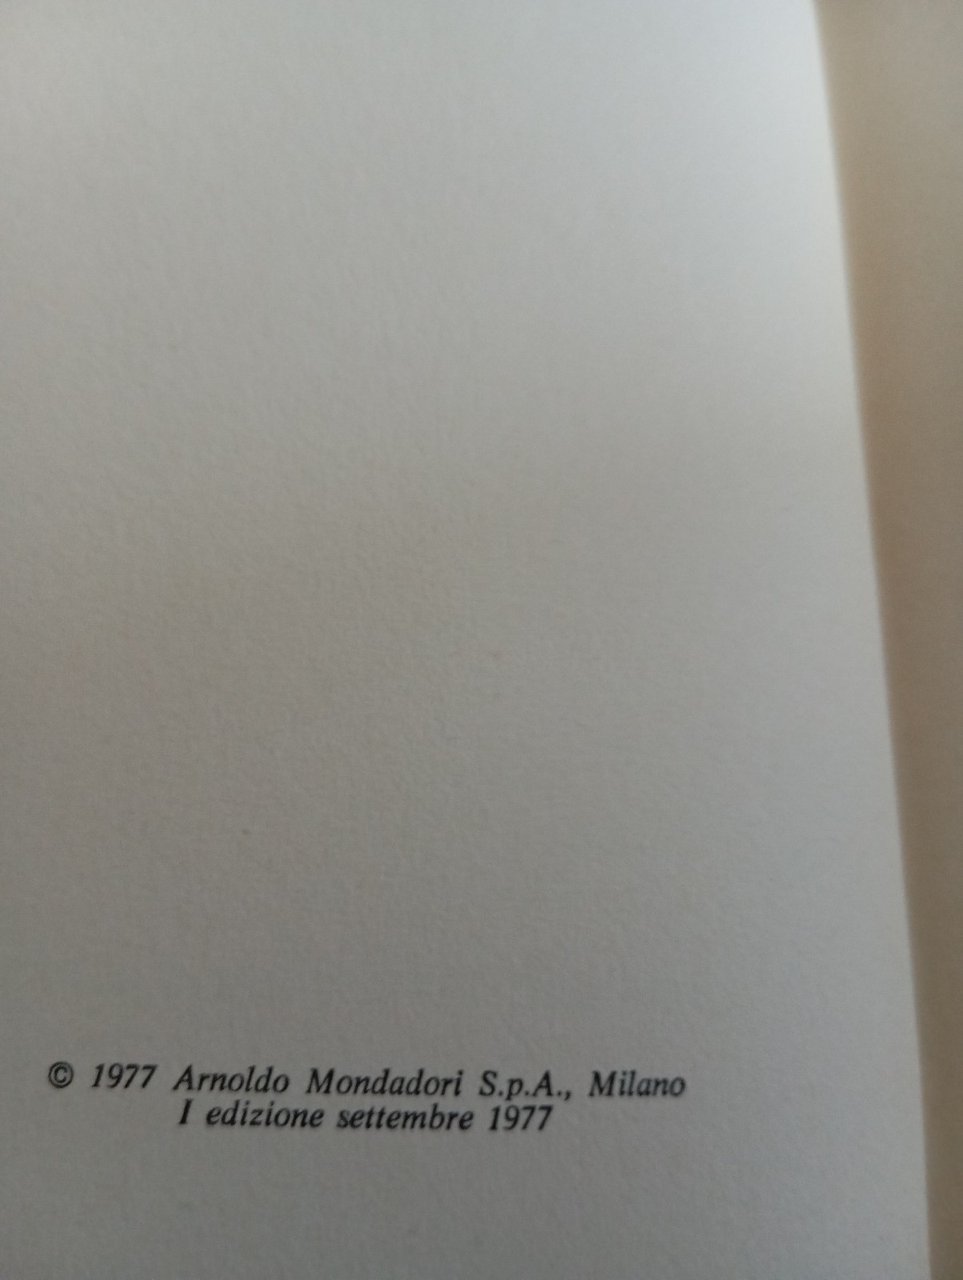 © 1977 Arnoldo Mondadori S.p.A., Milano
I edizione settembre 1977